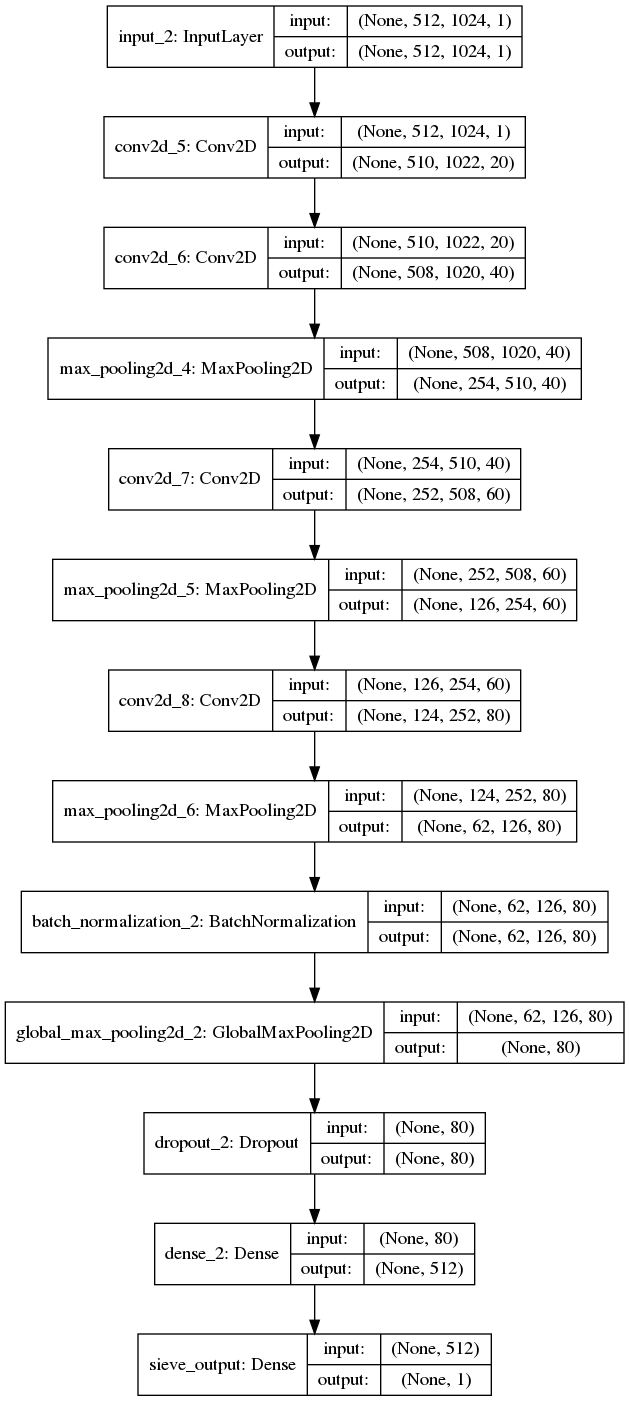 input_2: InputLayer
input: (None, 512, 1024, 1)
output: (None, 512, 1024, 1)
conv2d_5: Conv2D
input: (None, 512, 1024, 1)
output: (None, 510, 1022, 20)
conv2d_6: Conv2D
input: (None, 510, 1022, 20)
output: (None, 508, 1020, 40)
max_pooling2d_4: MaxPooling2D
input: (None, 508, 1020, 40)
output: (None, 254, 510, 40)
conv2d_7: Conv2D
input: (None, 254, 510, 40)
output: (None, 252, 508, 60)
max_pooling2d_5: MaxPooling2D
input: (None, 252, 508, 60)
output: (None, 126, 254, 60)
conv2d_8: Conv2D
input: (None, 126, 254, 60)
output: (None, 124, 252, 80)
max_pooling2d_6: MaxPooling2D
input: (None, 124, 252, 80)
output: (None, 62, 126, 80)
batch_normalization_2: BatchNormalization
input: (None, 62, 126, 80)
output: (None, 62, 126, 80)
global_max_pooling2d_2: GlobalMaxPooling2D
input: (None, 62, 126, 80)
output: (None, 80)
dropout_2: Dropout
input: (None, 80)
output: (None, 80)
dense_2: Dense
input: (None, 80)
output: (None, 512)
sieve_output: Dense
input: (None, 512)
output: (None, 1)